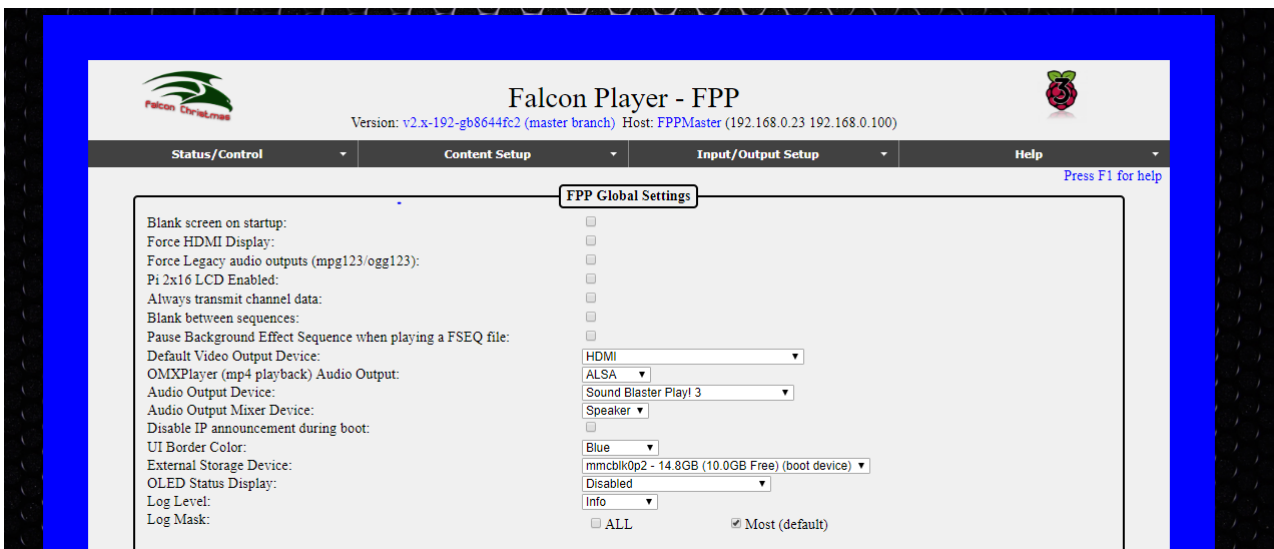 Falcon Christmas
3
Falcon Player - FPP
Version: v2.x-192-gb8644fc2 (master branch) Host: FPPMaster (192.168.0.23 192.168.0.100)
Status/Control Content Setup Input/Output Setup Help
Press F1 for help
FPP Global Settings
Blank screen on startup:
Force HDMI Display:
Force Legacy audio outputs (mpg123/ogg123):
Pi 2x16 LCD Enabled:
Always transmit channel data:
Blank between sequences:
Pause Background Effect Sequence when playing a FSEQ file:
Default Video Output Device: HDMI
OMXPlayer (mp4 playback) Audio Output: ALSA
Audio Output Device: Sound Blaster Play! 3
Audio Output Mixer Device: Speaker
Disable IP announcement during boot:
UI Border Color: Blue
External Storage Device: mmcblk0p2 - 14.8GB (10.0GB Free) (boot device)
OLED Status Display: Disabled
Log Level: Info
Log Mask: ALL Most (default)